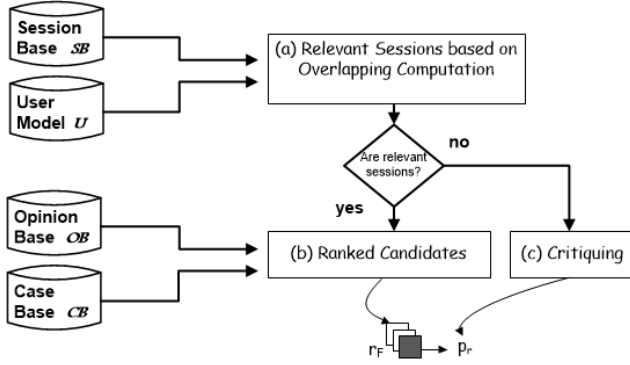 Session
Base SB
User
Model U
(a) Relevant Sessions based on
Overlapping Computation
Are relevant
sessions?
no
yes
Opinion
Base OB
Case
Base CB
(b) Ranked Candidates
(c) Critiquing
rF
pr